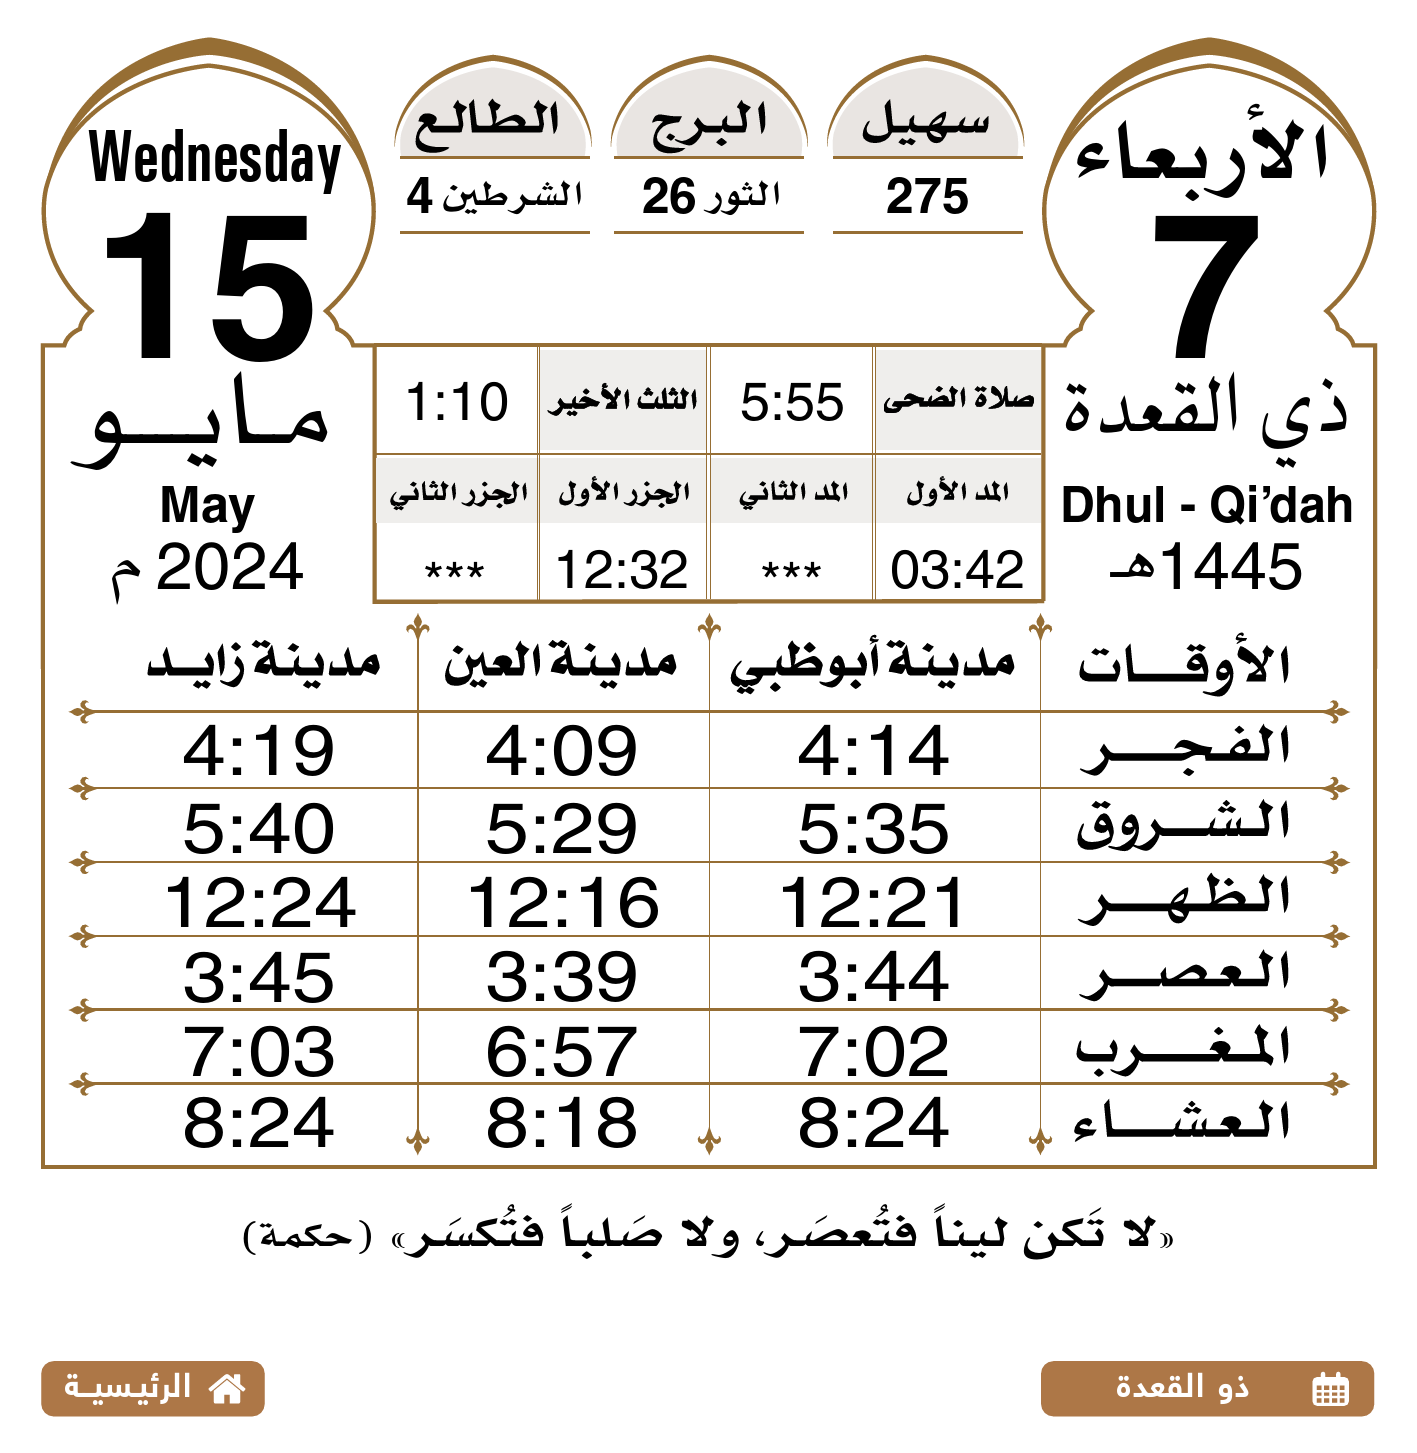 الأربعاء
7
ذي القعدة
Dhul - Qi’dah
1445هـ
سهيل البرج الطالع
275 الثور 26 الشرطين 4
Wednesday
15
مايو
May
2024 م
صلاة الضحى 5:55 الثلث الأخير 1:10
المد الأول المد الثاني الجزر الأول الجزر الثاني
03:42 *** 12:32 ***
الأوقات مدينة أبوظبي مدينة العين مدينة زايد
الفجر 4:14 4:09 4:19
الشروق 5:35 5:29 5:40
الظهر 12:21 12:16 12:24
العصر 3:44 3:39 3:45
المغرب 7:02 6:57 7:03
العشاء 8:24 8:18 8:24
«لا تَكن ليناً فتُعصَر، ولا صَلباً فتُكسَر» (حكمة)
ذو القعدة الرئيسية